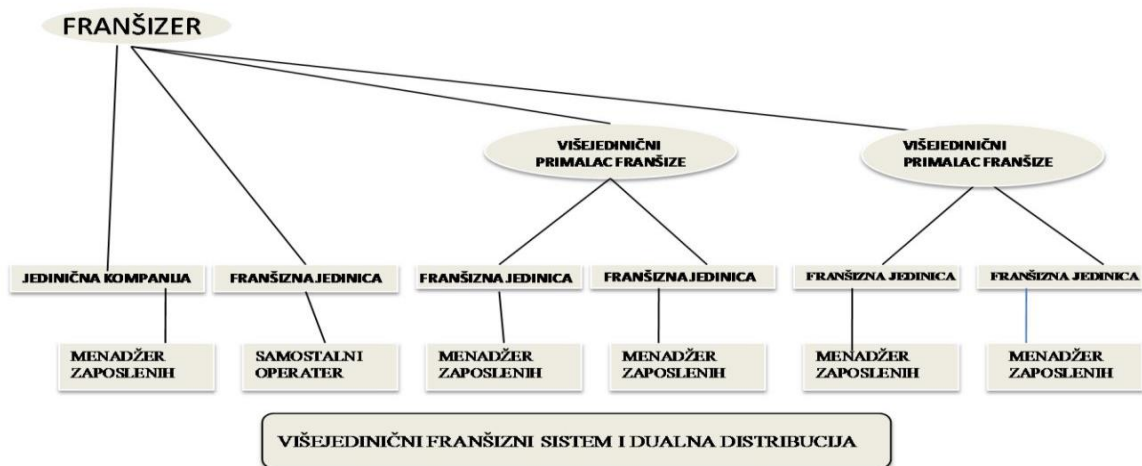 FRANŠIZER
VIŠEJEDINIČNI
PRIMALAC FRANŠIZE
VIŠEJEDINIČNI
PRIMALAC FRANŠIZE
JEDINIČNA KOMPANIJA
FRANŠIZNA JEDINICA
FRANŠIZNA JEDINICA
FRANŠIZNA JEDINICA
FRANŠIZNA JEDINICA
FRANŠIZNA JEDINICA
MENADŽER
ZAPOSLENIH
SAMOSTALNI
OPERATER
MENADŽER
ZAPOSLENIH
MENADŽER
ZAPOSLENIH
MENADŽER
ZAPOSLENIH
MENADŽER
ZAPOSLENIH
VIŠEJEDINIČNI FRANŠIZNI SISTEM I DUALNA DISTRIBUCIJA